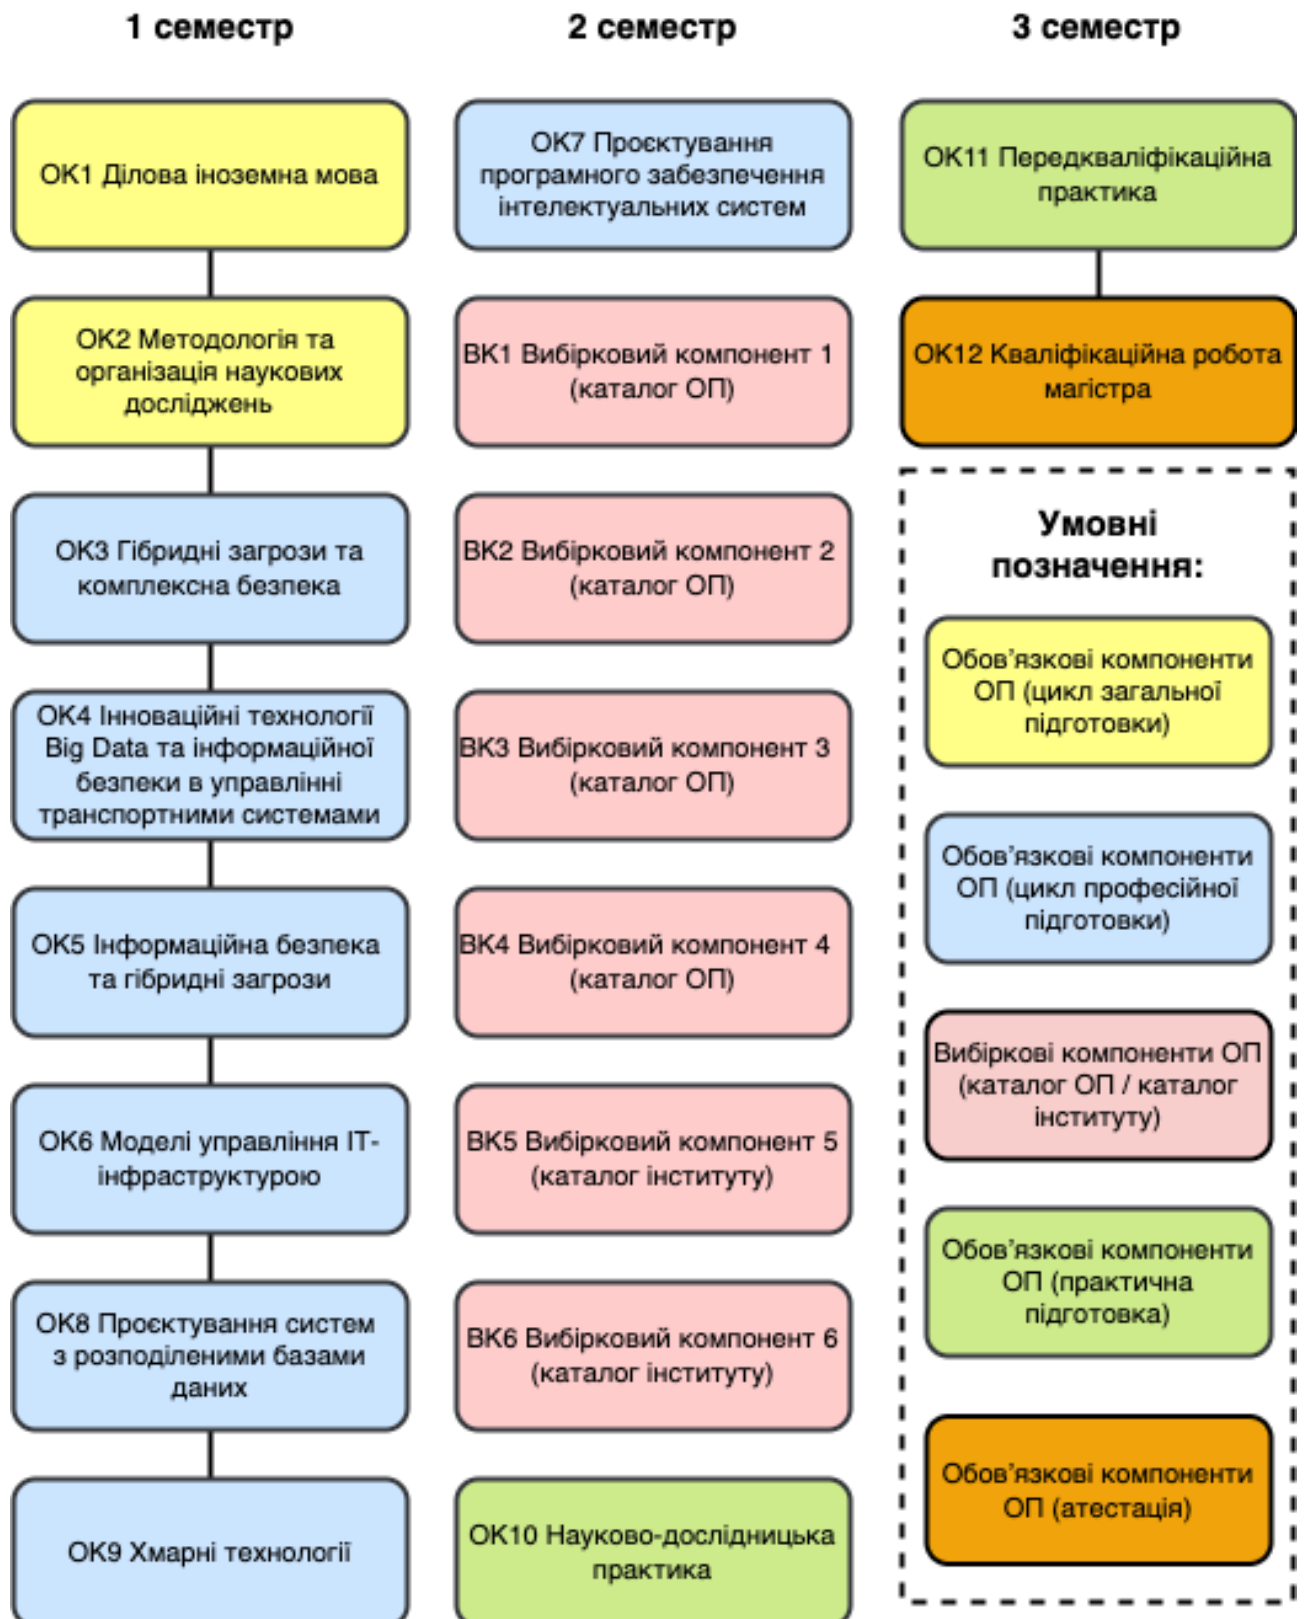 1 семестр
ОК1 Ділова іноземна мова
ОК2 Методологія та
організація наукових
досліджень
ОК3 Гібридні загрози та
комплексна безпека
ОК4 Інноваційні технології
Big Data та інформаційної
безпеки в управлінні
транспортними системами
ОК5 Інформаційна безпека
та гібридні загрози
ОК6 Моделі управління ІТ-
інфраструктурою
ОК8 Проєктування систем
з розподіленими базами
даних
ОК9 Хмарні технології
2 семестр
ОК7 Проєктування
програмного забезпечення
інтелектуальних систем
ВК1 Вибірковий компонент 1
(каталог ОП)
ВК2 Вибірковий компонент 2
(каталог ОП)
ВК3 Вибірковий компонент 3
(каталог ОП)
ВК4 Вибірковий компонент 4
(каталог ОП)
ВК5 Вибірковий компонент 5
(каталог інституту)
ВК6 Вибірковий компонент 6
(каталог інституту)
ОК10 Науково-дослідницька
практика
3 семестр
ОК11 Передкваліфікаційна
практика
ОК12 Кваліфікаційна робота
магістра
Умовні
позначення:
Обов’язкові компоненти
ОП (цикл загальної
підготовки)
Обов’язкові компоненти
ОП (цикл професійної
підготовки)
Вибіркові компоненти ОП
(каталог ОП / каталог
інституту)
Обов’язкові компоненти
ОП (практична
підготовка)
Обов’язкові компоненти
ОП (атестація)